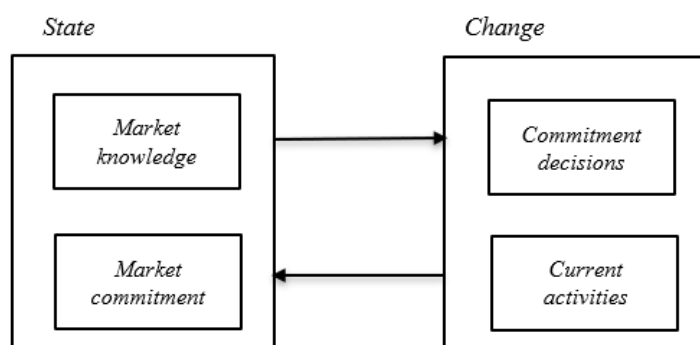 State
Change
Market
knowledge
Commitment
decisions
Market
commitment
Current
activities